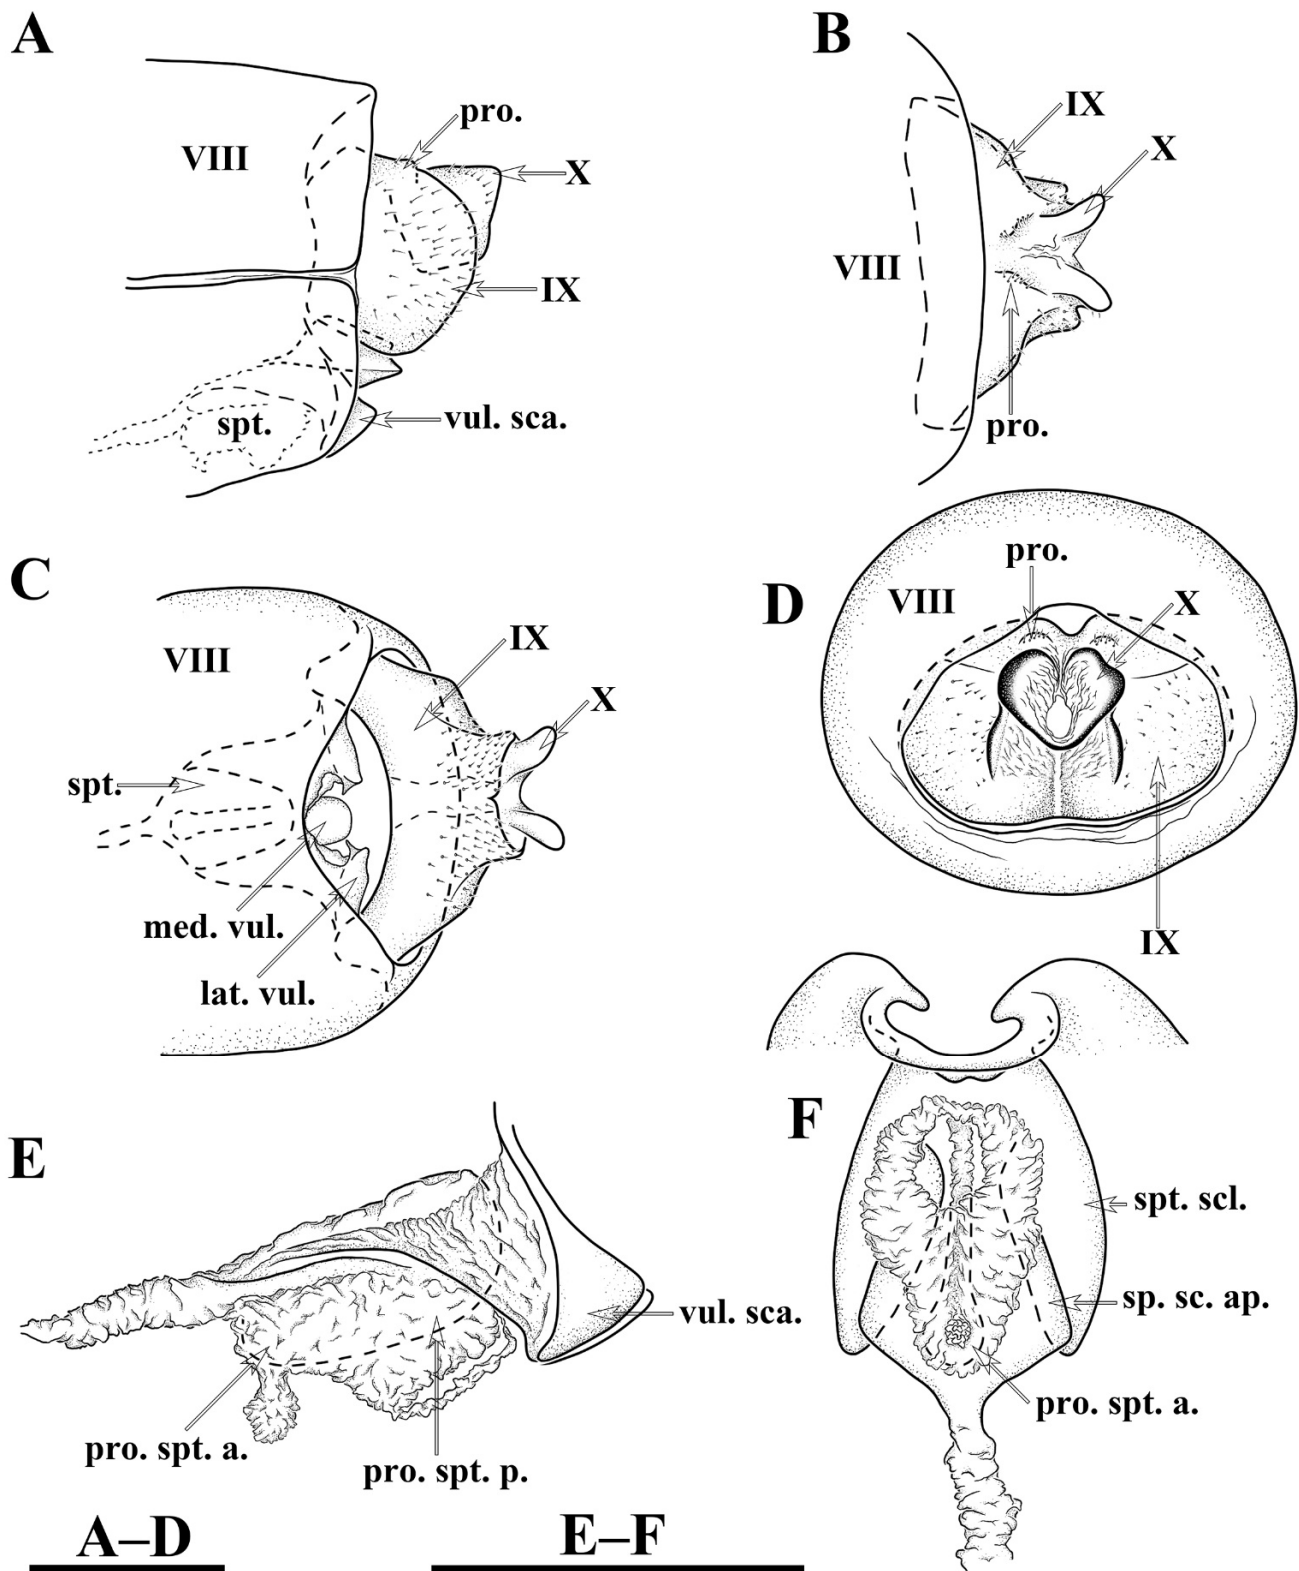 A
VIII
pro.
X
IX
spt.
vul. sca.
B
IX
X
VIII
pro.
C
VIII
IX
X
spt.
med. vul.
lat. vul.
D
pro.
VIII
X
IX
E
vul. sca.
pro. spt. a.
pro. spt. p.
F
spt. scl.
sp. sc. ap.
pro. spt. a.
A–D
E–F